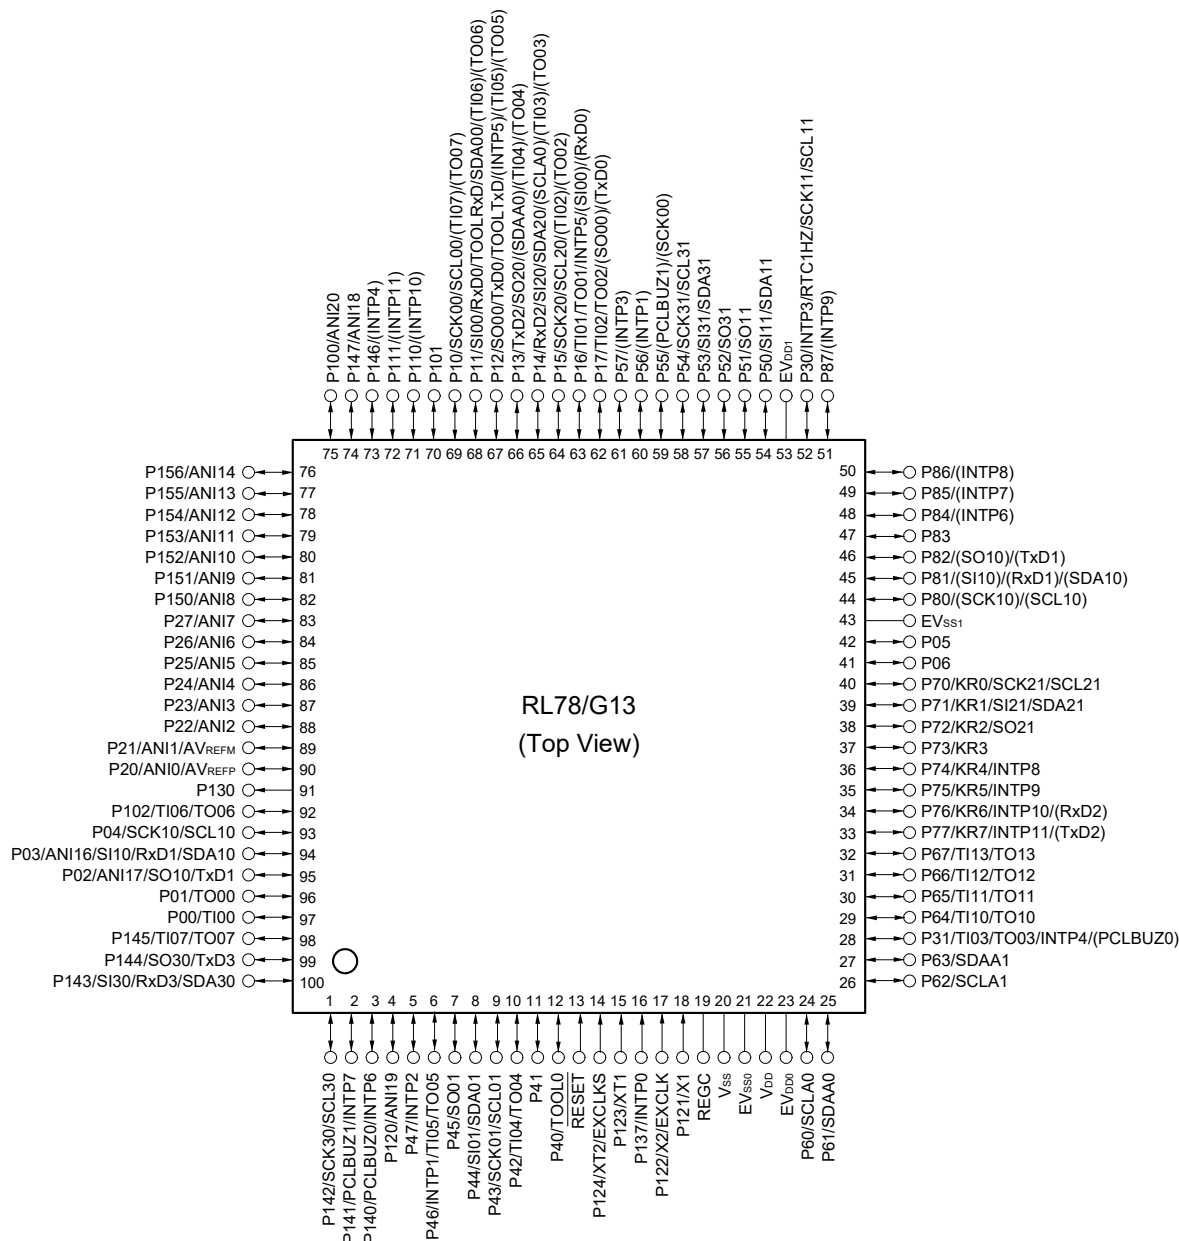 P100/ANI20
P147/ANI18
P146/(INTP4)
P111/(INTP11)
P110/(INTP10)
P101
P10/SCK00/SCL00/(TI07)/(TO07)
P11/SI00/RxD0/TOOLRxD/SDA00/(TI06)/(TO06)
P12/SO00/TxD0/TOOLTxD/(INTP5)/(TI05)/(TO05)
P13/TxD2/SO20/(SDAA0)/(TI04)/(TO04)
P14/RxD2/SI20/SDA20/(SCLA0)/(TI03)/(TO03)
P15/SCK20/SCL20/(TI02)/(TO02)
P16/TI01/TO01/INTP5/(SI00)/(RxD0)
P17/TI02/TO02/(SO00)/(TxD0)
P57/(INTP3)
P56/(INTP1)
P55/(PCLBUZ1)/(SCK00)
P54/SCK31/SCL31
P53/SI31/SDA31
P52/SO31
P51/SO11
P50/SI11/SDA11
EVDD1
P30/INTP3/RTC1HZ/SCK11/SCL11
P87/(INTP9)
75 74 73 72 71 70 69 68 67 66 65 64 63 62 61 60 59 58 57 56 55 54 53 52 51
P156/ANI14 76
P155/ANI13 77
P154/ANI12 78
P153/ANI11 79
P152/ANI10 80
P151/ANI9 81
P150/ANI8 82
P27/ANI7 83
P26/ANI6 84
P25/ANI5 85
P24/ANI4 86
P23/ANI3 87
P22/ANI2 88
P21/ANI1/AVREFM 89
P20/ANI0/AVREFP 90
P130 91
P102/TI06/TO06 92
P04/SCK10/SCL10 93
P03/ANI16/SI10/RxD1/SDA10 94
P02/ANI17/SO10/TxD1 95
P01/TO00 96
P00/TI00 97
P145/TI07/TO07 98
P144/SO30/TxD3 99
P143/SI30/RxD3/SDA30 100
RL78/G13
(Top View)
50 P86/(INTP8)
49 P85/(INTP7)
48 P84/(INTP6)
47 P83
46 P82/(SO10)/(TxD1)
45 P81/(SI10)/(RxD1)/(SDA10)
44 P80/(SCK10)/(SCL10)
43 EVSS1
42 P05
41 P06
40 P70/KR0/SCK21/SCL21
39 P71/KR1/SI21/SDA21
38 P72/KR2/SO21
37 P73/KR3
36 P74/KR4/INTP8
35 P75/KR5/INTP9
34 P76/KR6/INTP10/(RxD2)
33 P77/KR7/INTP11/(TxD2)
32 P67/TI13/TO13
31 P66/TI12/TO12
30 P65/TI11/TO11
29 P64/TI10/TO10
28 P31/TI03/TO03/INTP4/(PCLBUZ0)
27 P63/SDAA1
26 P62/SCLA1
1 2 3 4 5 6 7 8 9 10 11 12 13 14 15 16 17 18 19 20 21 22 23 24 25
P142/SCK30/SCL30
P141/PCLBUZ1/INTP7
P140/PCLBUZ0/INTP6
P120/ANI19
P47/INTP2
P46/INTP1/TI05/TO05
P45/SO01
P44/SI01/SDA01
P43/SCK01/SCL01
P42/TI04/TO04
P41
P40/TOOL0
RESET
P124/XT2/EXCLKS
P123/XT1
P137/INTP0
P122/X2/EXCLK
P121/X1
REGC
VSS
EVSS0
VDD
EVDD0
P60/SCLA0
P61/SDAA0